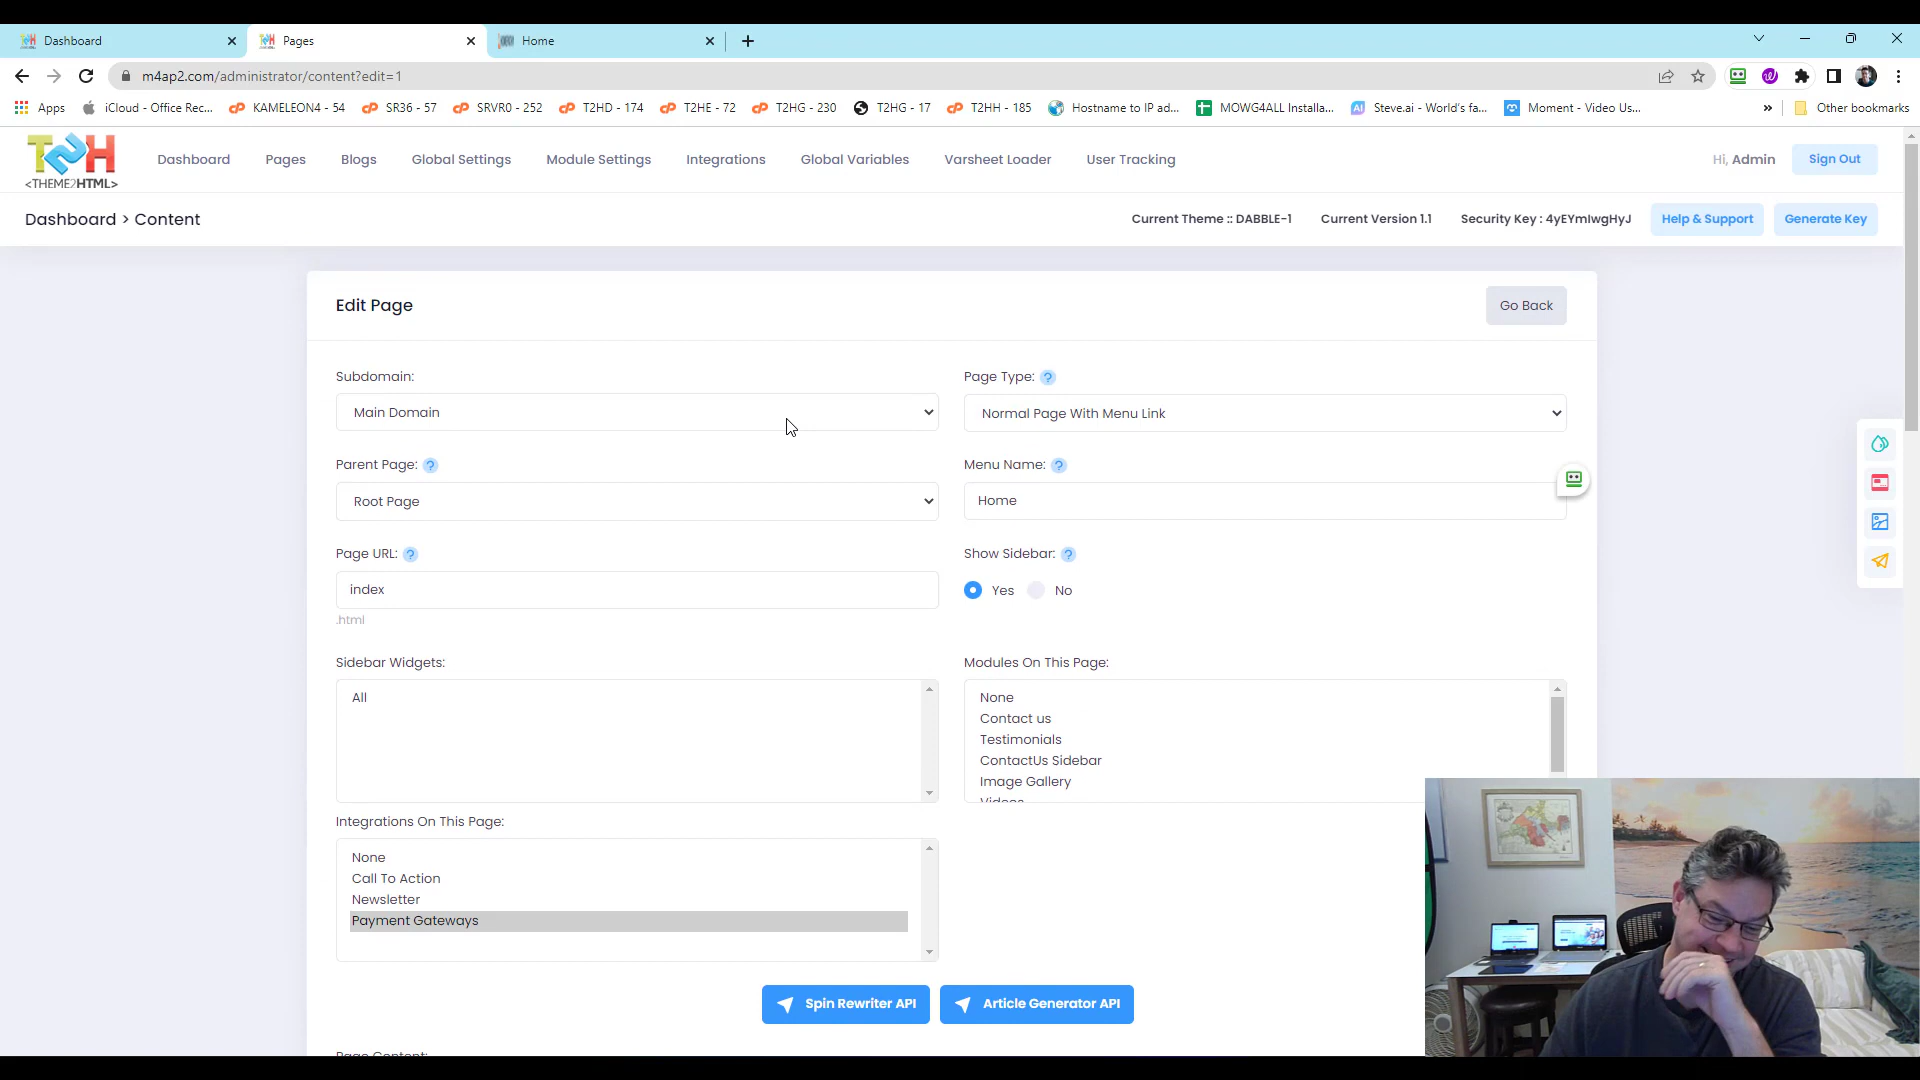 Dashboard
Pages
Home
m4ap2.com/administrator/content?edit=1
Apps
iCloud - Office Rec...
KAMELEON4 - 54
SR36 - 57
SRVR0 - 252
T2HD - 174
T2HE - 72
T2HG - 230
T2HG - 17
T2HH - 185
Hostname to IP ad...
MOWG4ALL Installa...
Steve.ai - World's fa...
Moment - Video Us...
»
Other bookmarks
T2H
<THEME2HTML>
Dashboard
Pages
Blogs
Global Settings
Module Settings
Integrations
Global Variables
Varsheet Loader
User Tracking
Hi, Admin
Sign Out
Dashboard > Content
Current Theme :: DABBLE-1
Current Version 1.1
Security Key : 4yEYmIwgHyJ
Help & Support
Generate Key
Edit Page
Go Back
Subdomain:
Main Domain
Page Type: ?
Normal Page With Menu Link
Parent Page: ?
Root Page
Menu Name: ?
Home
Page URL: ?
index
.html
Show Sidebar: ?
Yes
No
Sidebar Widgets:
All
Modules On This Page:
None
Contact us
Testimonials
ContactUs Sidebar
Image Gallery
Videos
Integrations On This Page:
None
Call To Action
Newsletter
Payment Gateways
Spin Rewriter API
Article Generator API
Page Content: